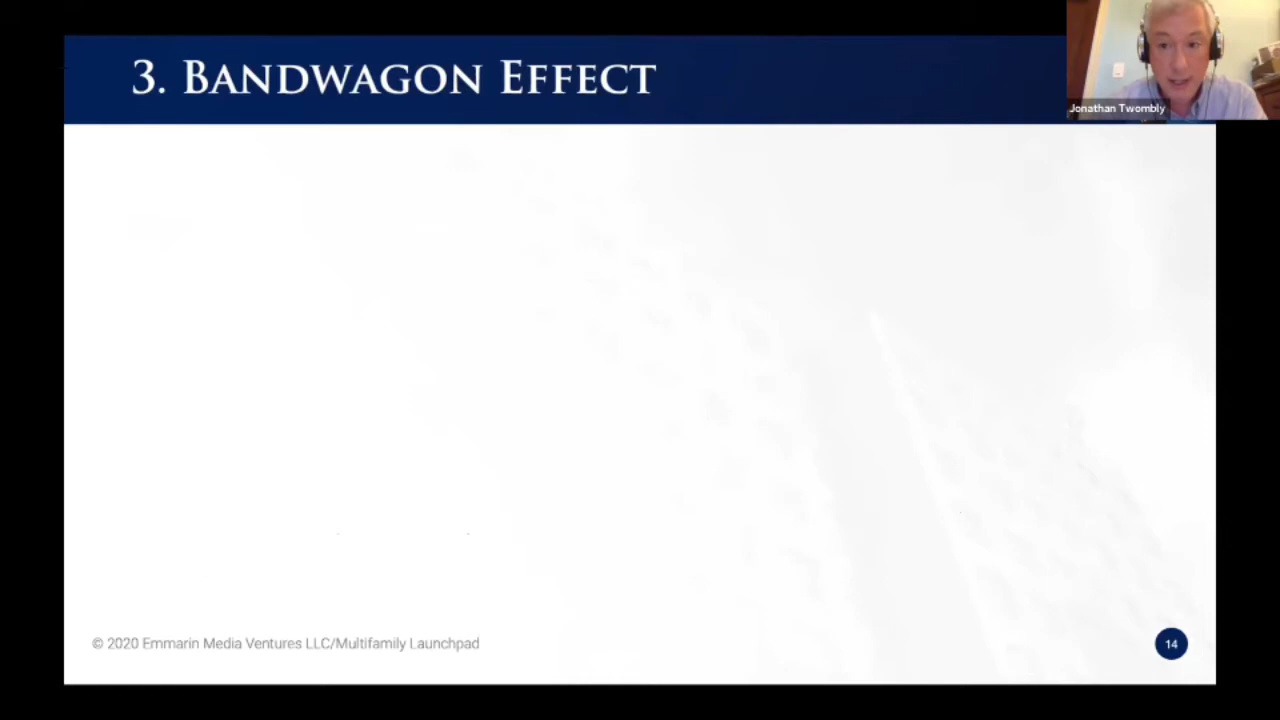 3. Bandwagon Effect
Jonathan Twombly
© 2020 Emmarin Media Ventures LLC/Multifamily Launchpad
14